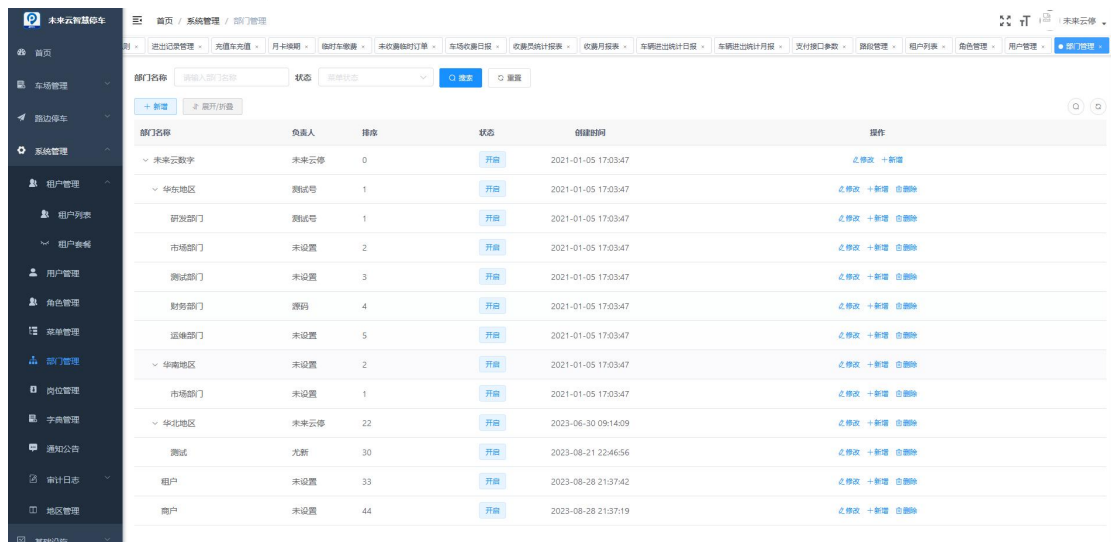 未来云智慧停车
首页 / 系统管理 / 部门管理
未来云停
首页
车场管理
路边停车
系统管理
租户管理
租户列表
租户套餐
用户管理
角色管理
菜单管理
部门管理
岗位管理
字典管理
通知公告
审计日志
地区管理
进出记录管理 × 充值车充值 × 月卡续期 × 临时车缴费 × 未收费临时订单 × 车场收费日报 × 收费员统计报表 × 收费月报表 × 车辆进出统计日报 × 车辆进出统计月报 × 支付接口参数 × 路段管理 × 租户列表 × 角色管理 × 用户管理 × 部门管理 ×
部门名称 请输入部门名称 状态 菜单状态 搜索 重置
+ 新增 展开/折叠
部门名称 负责人 排序 状态 创建时间 操作
未来云数字 未来云停 0 开启 2021-01-05 17:03:47 修改 +新增
华东地区 测试号 1 开启 2021-01-05 17:03:47 修改 +新增 删除
研发部门 测试号 1 开启 2021-01-05 17:03:47 修改 +新增 删除
市场部门 未设置 2 开启 2021-01-05 17:03:47 修改 +新增 删除
测试部门 未设置 3 开启 2021-01-05 17:03:47 修改 +新增 删除
财务部门 源码 4 开启 2021-01-05 17:03:47 修改 +新增 删除
运维部门 未设置 5 开启 2021-01-05 17:03:47 修改 +新增 删除
华南地区 未设置 2 开启 2021-01-05 17:03:47 修改 +新增 删除
市场部门 未设置 1 开启 2021-01-05 17:03:47 修改 +新增 删除
华北地区 未来云停 22 开启 2023-06-30 09:14:09 修改 +新增 删除
测试 尤新 30 开启 2023-08-21 22:46:56 修改 +新增 删除
租户 未设置 33 开启 2023-08-28 21:37:42 修改 +新增 删除
商户 未设置 44 开启 2023-08-28 21:37:19 修改 +新增 删除